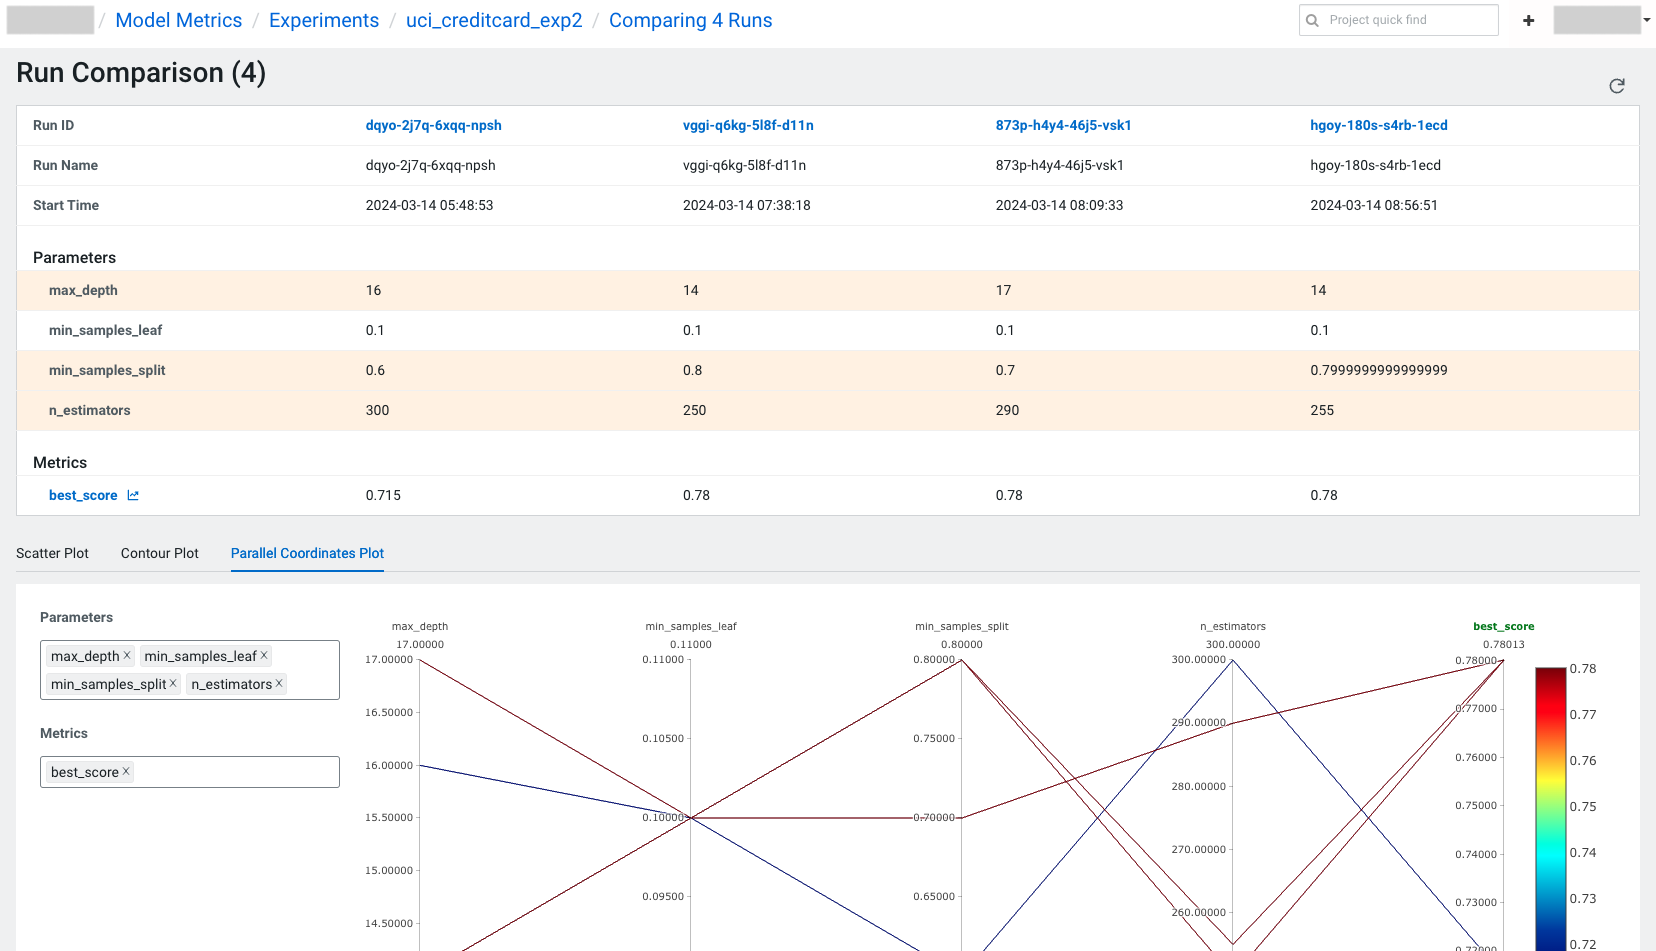 / Model Metrics / Experiments / uci_creditcard_exp2 / Comparing 4 Runs
Project quick find
+
Run Comparison (4)
Run ID dqyo-2j7q-6xqq-npsh vggi-q6kg-5l8f-d11n 873p-h4y4-46j5-vsk1 hgoy-180s-s4rb-1ecd
Run Name dqyo-2j7q-6xqq-npsh vggi-q6kg-5l8f-d11n 873p-h4y4-46j5-vsk1 hgoy-180s-s4rb-1ecd
Start Time 2024-03-14 05:48:53 2024-03-14 07:38:18 2024-03-14 08:09:33 2024-03-14 08:56:51
Parameters
max_depth 16 14 17 14
min_samples_leaf 0.1 0.1 0.1 0.1
min_samples_split 0.6 0.8 0.7 0.7999999999999999
n_estimators 300 250 290 255
Metrics
best_score 0.715 0.78 0.78 0.78
Scatter Plot Contour Plot Parallel Coordinates Plot
Parameters
max_depth × min_samples_leaf ×
min_samples_split × n_estimators ×
Metrics
best_score ×
max_depth
17.00000
17.00000
16.50000
16.00000
15.50000
15.00000
14.50000
min_samples_leaf
0.11000
0.11000
0.10500
0.10000
0.09500
min_samples_split
0.80000
0.80000
0.75000
0.70000
0.65000
n_estimators
300.00000
300.00000
290.00000
280.00000
270.00000
260.00000
best_score
0.78013
0.78000
0.77000
0.76000
0.75000
0.74000
0.73000
0.72000
0.78
0.77
0.76
0.75
0.74
0.73
0.72